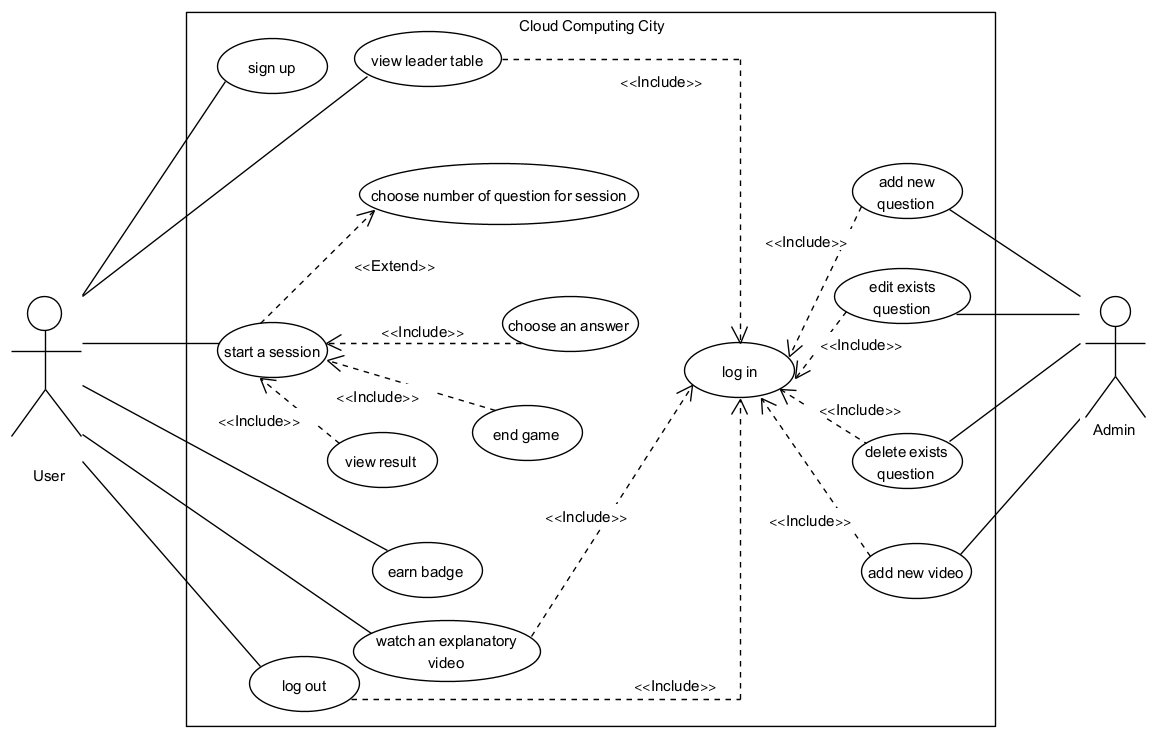 Cloud Computing City
sign up
view leader table
<<Include>>
choose number of question for session
add new
question
<<Include>>
<<Extend>>
edit exists
question
choose an answer
<<Include>>
start a session
<<Include>>
log in
<<Include>>
<<Include>>
<<Include>>
end game
Admin
view result
delete exists
question
User
<<Include>>
<<Include>>
earn badge
add new video
watch an explanatory
video
log out
<<Include>>